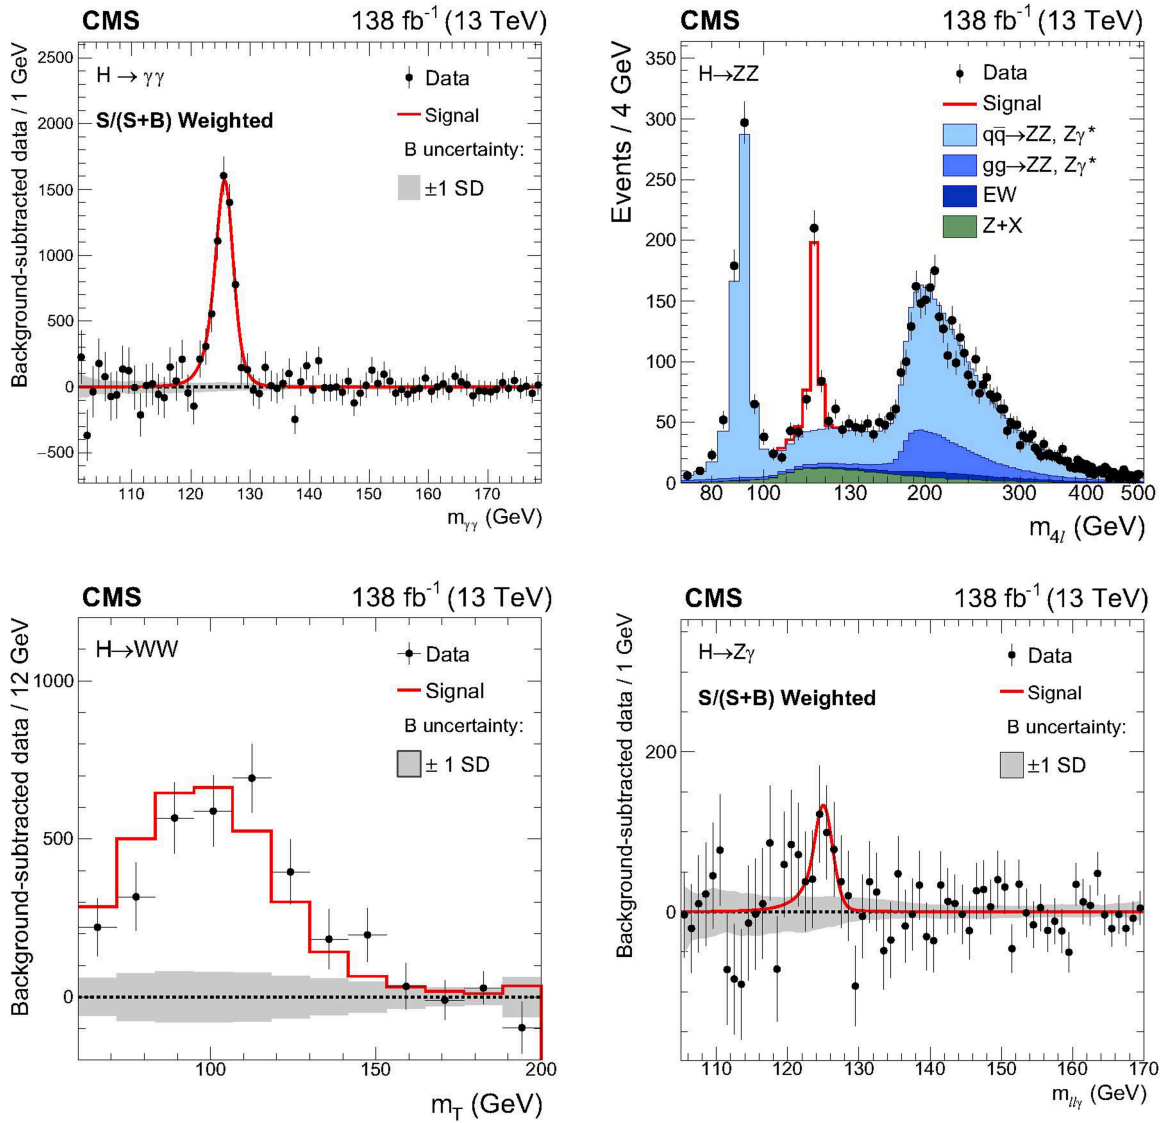 CMS 138 fb⁻¹ (13 TeV)
Background-subtracted data / 1 GeV
2500
2000
1500
1000
500
0
−500
H → γγ
S/(S+B) Weighted
Data
Signal
B uncertainty:
±1 SD
110 120 130 140 150 160 170
m_γγ (GeV)
CMS 138 fb⁻¹ (13 TeV)
Events / 4 GeV
350
300
250
200
150
100
50
0
H→ZZ
Data
Signal
qq̅→ZZ, Zγ*
gg→ZZ, Zγ*
EW
Z+X
80 100 130 200 300 400 500
m_4l (GeV)
CMS 138 fb⁻¹ (13 TeV)
Background-subtracted data / 12 GeV
1000
500
0
H→WW
Data
Signal
B uncertainty:
± 1 SD
100 150 200
m_T (GeV)
CMS 138 fb⁻¹ (13 TeV)
Background-subtracted data / 1 GeV
200
0
H→Zγ
S/(S+B) Weighted
Data
Signal
B uncertainty:
±1 SD
110 120 130 140 150 160 170
m_llγ (GeV)